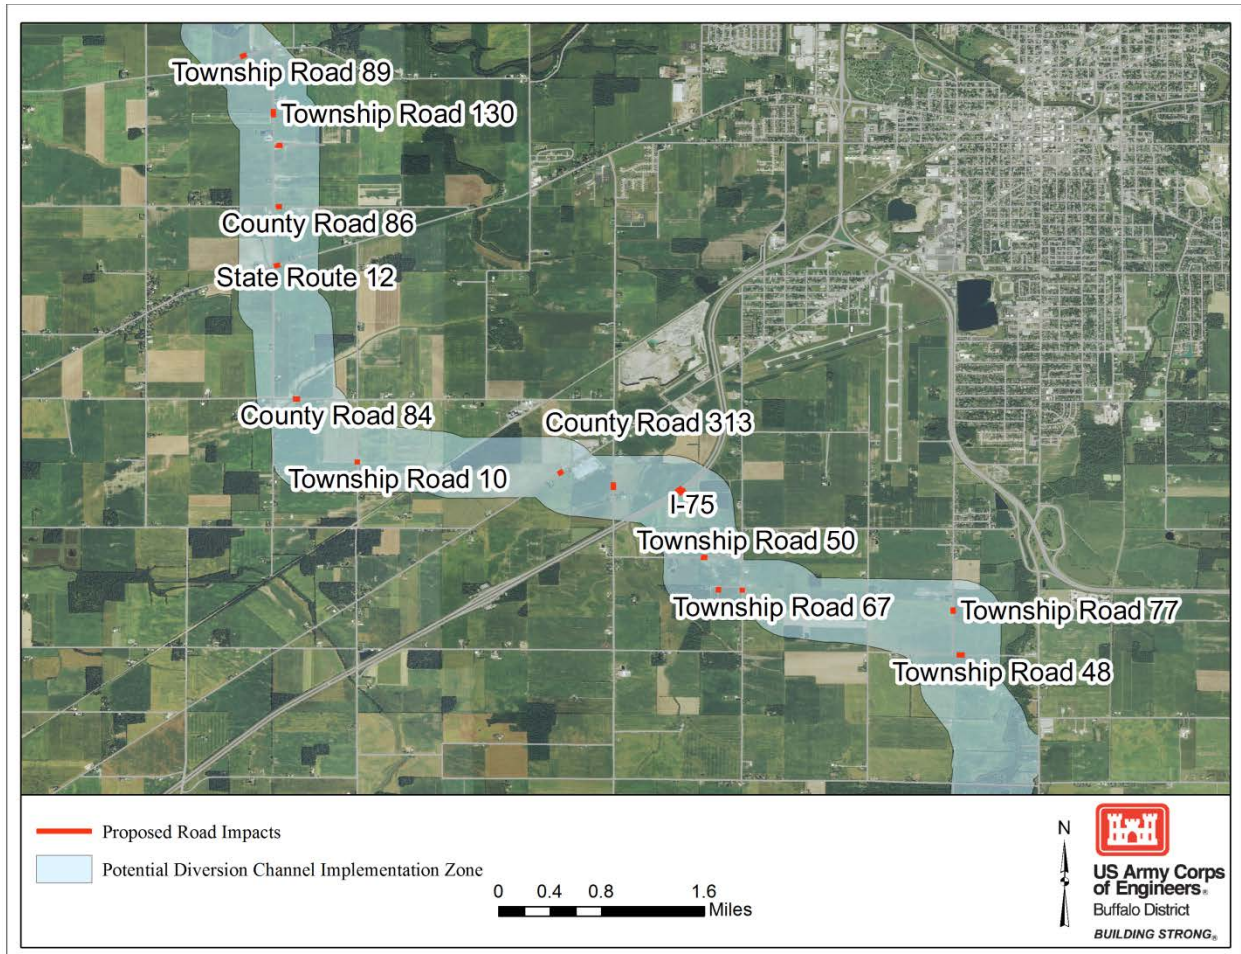 Township Road 89
Township Road 130
County Road 86
State Route 12
County Road 84
County Road 313
Township Road 10
I-75
Township Road 50
Township Road 67
Township Road 77
Township Road 48
Proposed Road Impacts
Potential Diversion Channel Implementation Zone
0 0.4 0.8 1.6
Miles
N
US Army Corps
of Engineers®
Buffalo District
BUILDING STRONG®